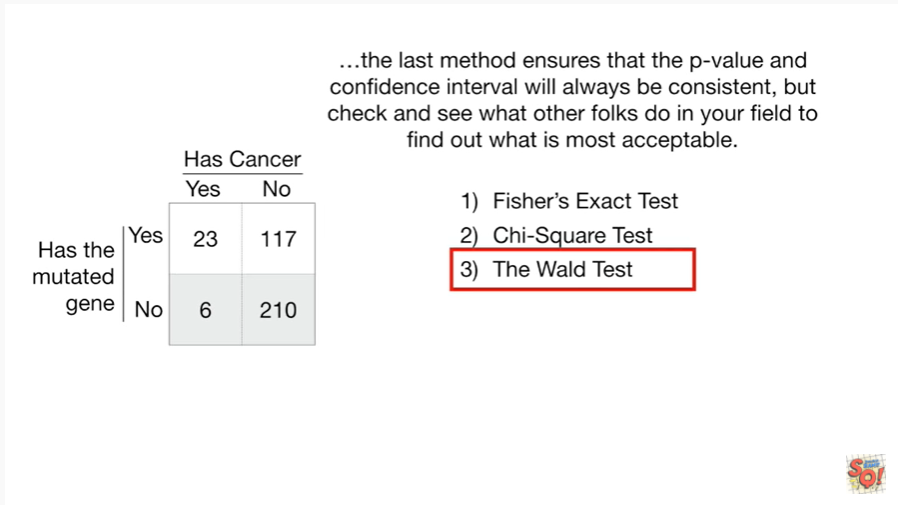 ...the last method ensures that the p-value and
confidence interval will always be consistent, but
check and see what other folks do in your field to
find out what is most acceptable.
Has Cancer
Yes No
Has the
mutated
gene
Yes 23 117
No 6 210
1) Fisher's Exact Test
2) Chi-Square Test
3) The Wald Test